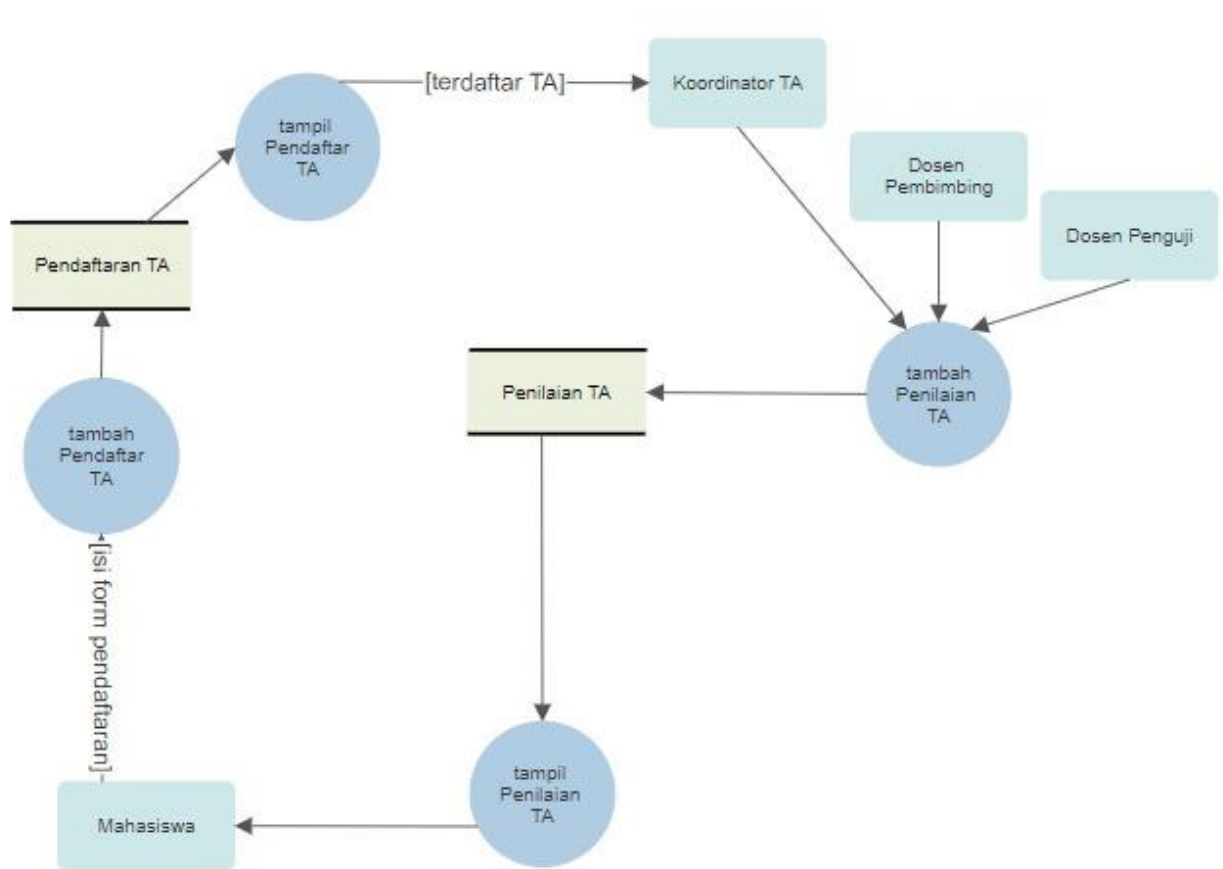 [terdaftar TA]
Koordinator TA
tampil
Pendaftar
TA
Dosen
Pembimbing
Dosen Penguji
Pendaftaran TA
Penilaian TA
tambah
Penilaian
TA
tambah
Pendaftar
TA
[isi form pendaftaran]
tampil
Penilaian
TA
Mahasiswa